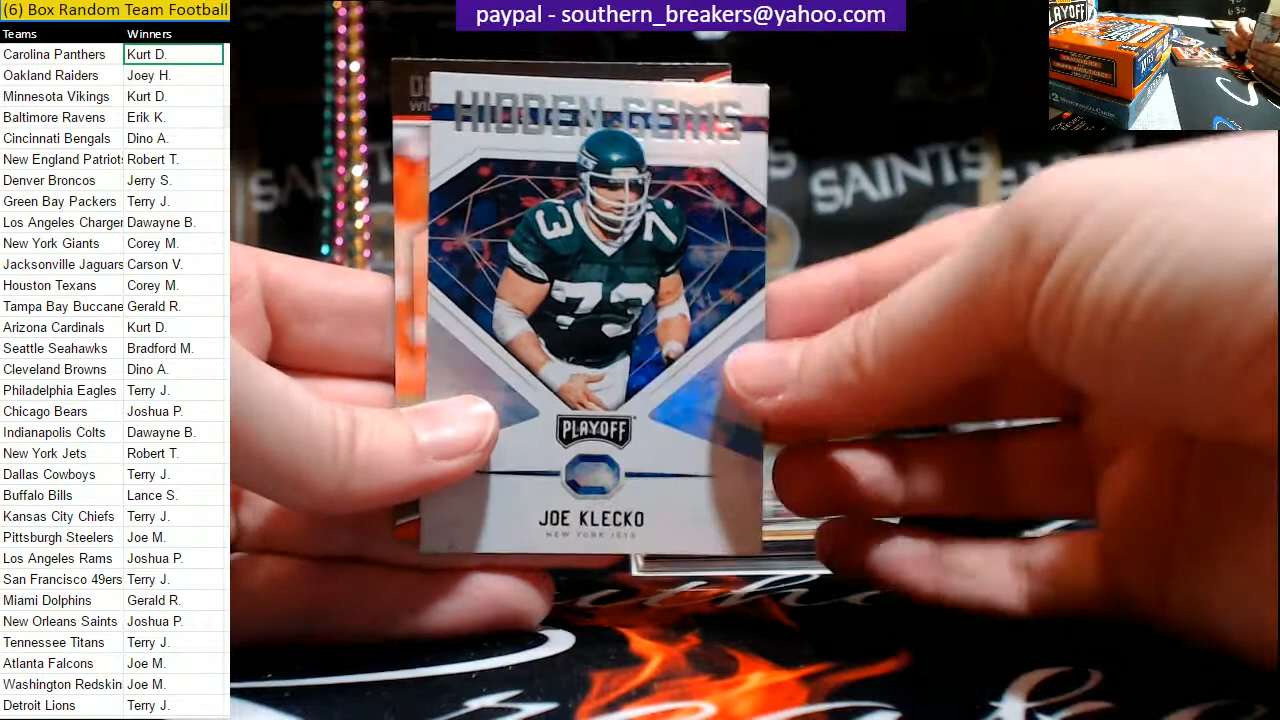 (6) Box Random Team Football
Teams Winners
Carolina Panthers Kurt D.
Oakland Raiders Joey H.
Minnesota Vikings Kurt D.
Baltimore Ravens Erik K.
Cincinnati Bengals Dino A.
New England Patriots Robert T.
Denver Broncos Jerry S.
Green Bay Packers Terry J.
Los Angeles Charger Dawayne B.
New York Giants Corey M.
Jacksonville Jaguars Carson V.
Houston Texans Corey M.
Tampa Bay Buccane Gerald R.
Arizona Cardinals Kurt D.
Seattle Seahawks Bradford M.
Cleveland Browns Dino A.
Philadelphia Eagles Terry J.
Chicago Bears Joshua P.
Indianapolis Colts Dawayne B.
New York Jets Robert T.
Dallas Cowboys Terry J.
Buffalo Bills Lance S.
Kansas City Chiefs Terry J.
Pittsburgh Steelers Joe M.
Los Angeles Rams Joshua P.
San Francisco 49ers Terry J.
Miami Dolphins Gerald R.
New Orleans Saints Joshua P.
Tennessee Titans Terry J.
Atlanta Falcons Joe M.
Washington Redskin Joe M.
Detroit Lions Terry J.
paypal - southern_breakers@yahoo.com
PLAYOFF
SAINTS
HIDDEN GEMS
73
73
PLAYOFF
JOE KLECKO
NEW YORK JETS